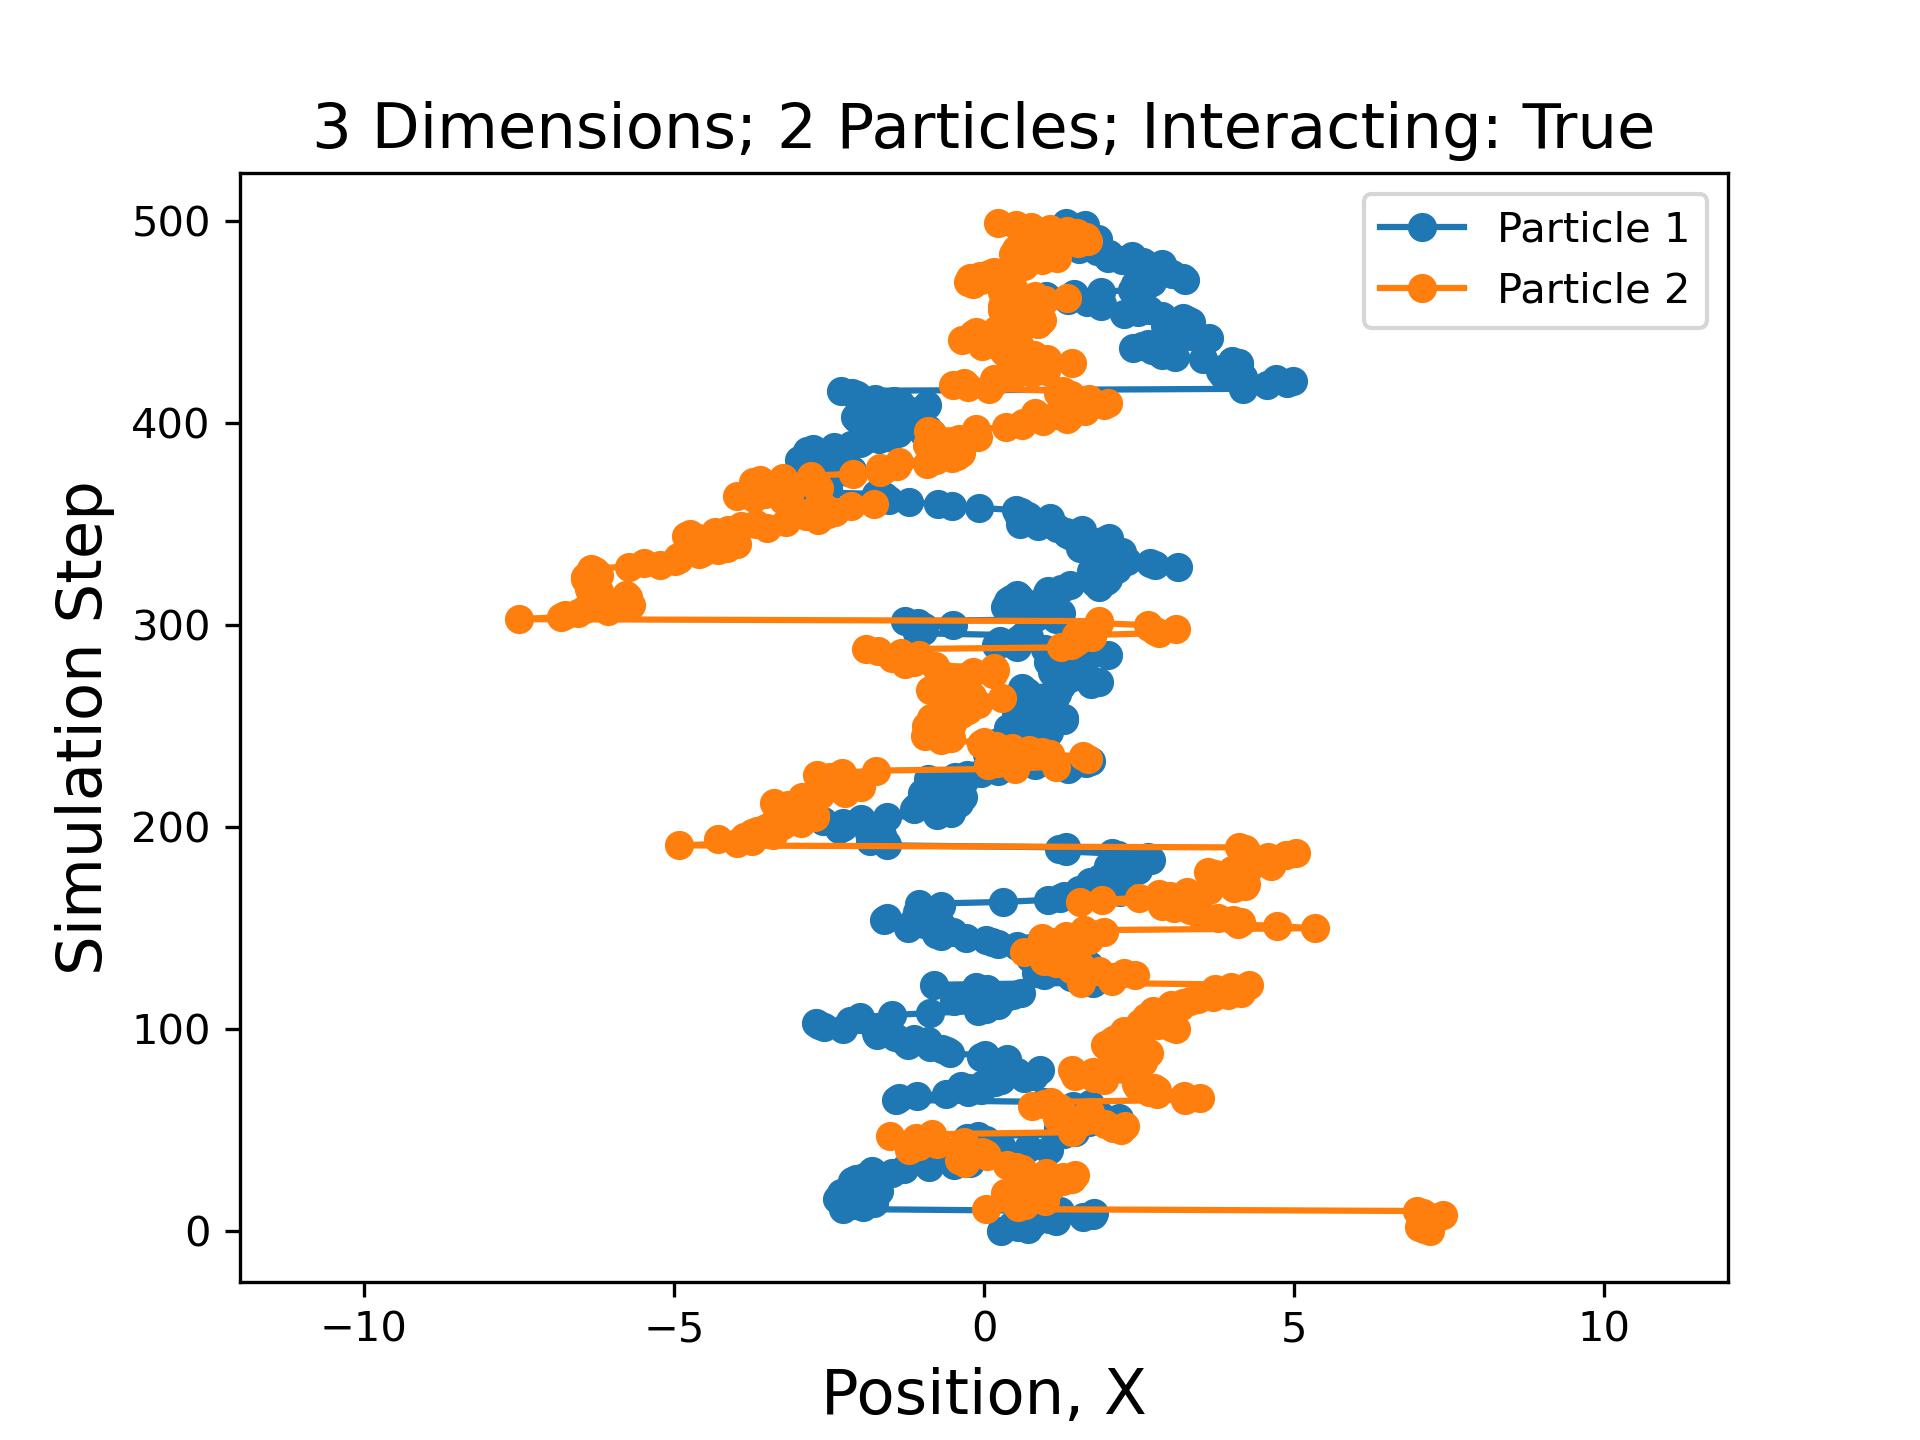 3 Dimensions; 2 Particles; Interacting: True
Particle 1
Particle 2
Simulation Step
500
400
300
200
100
0
−10
−5
0
5
10
Position, X